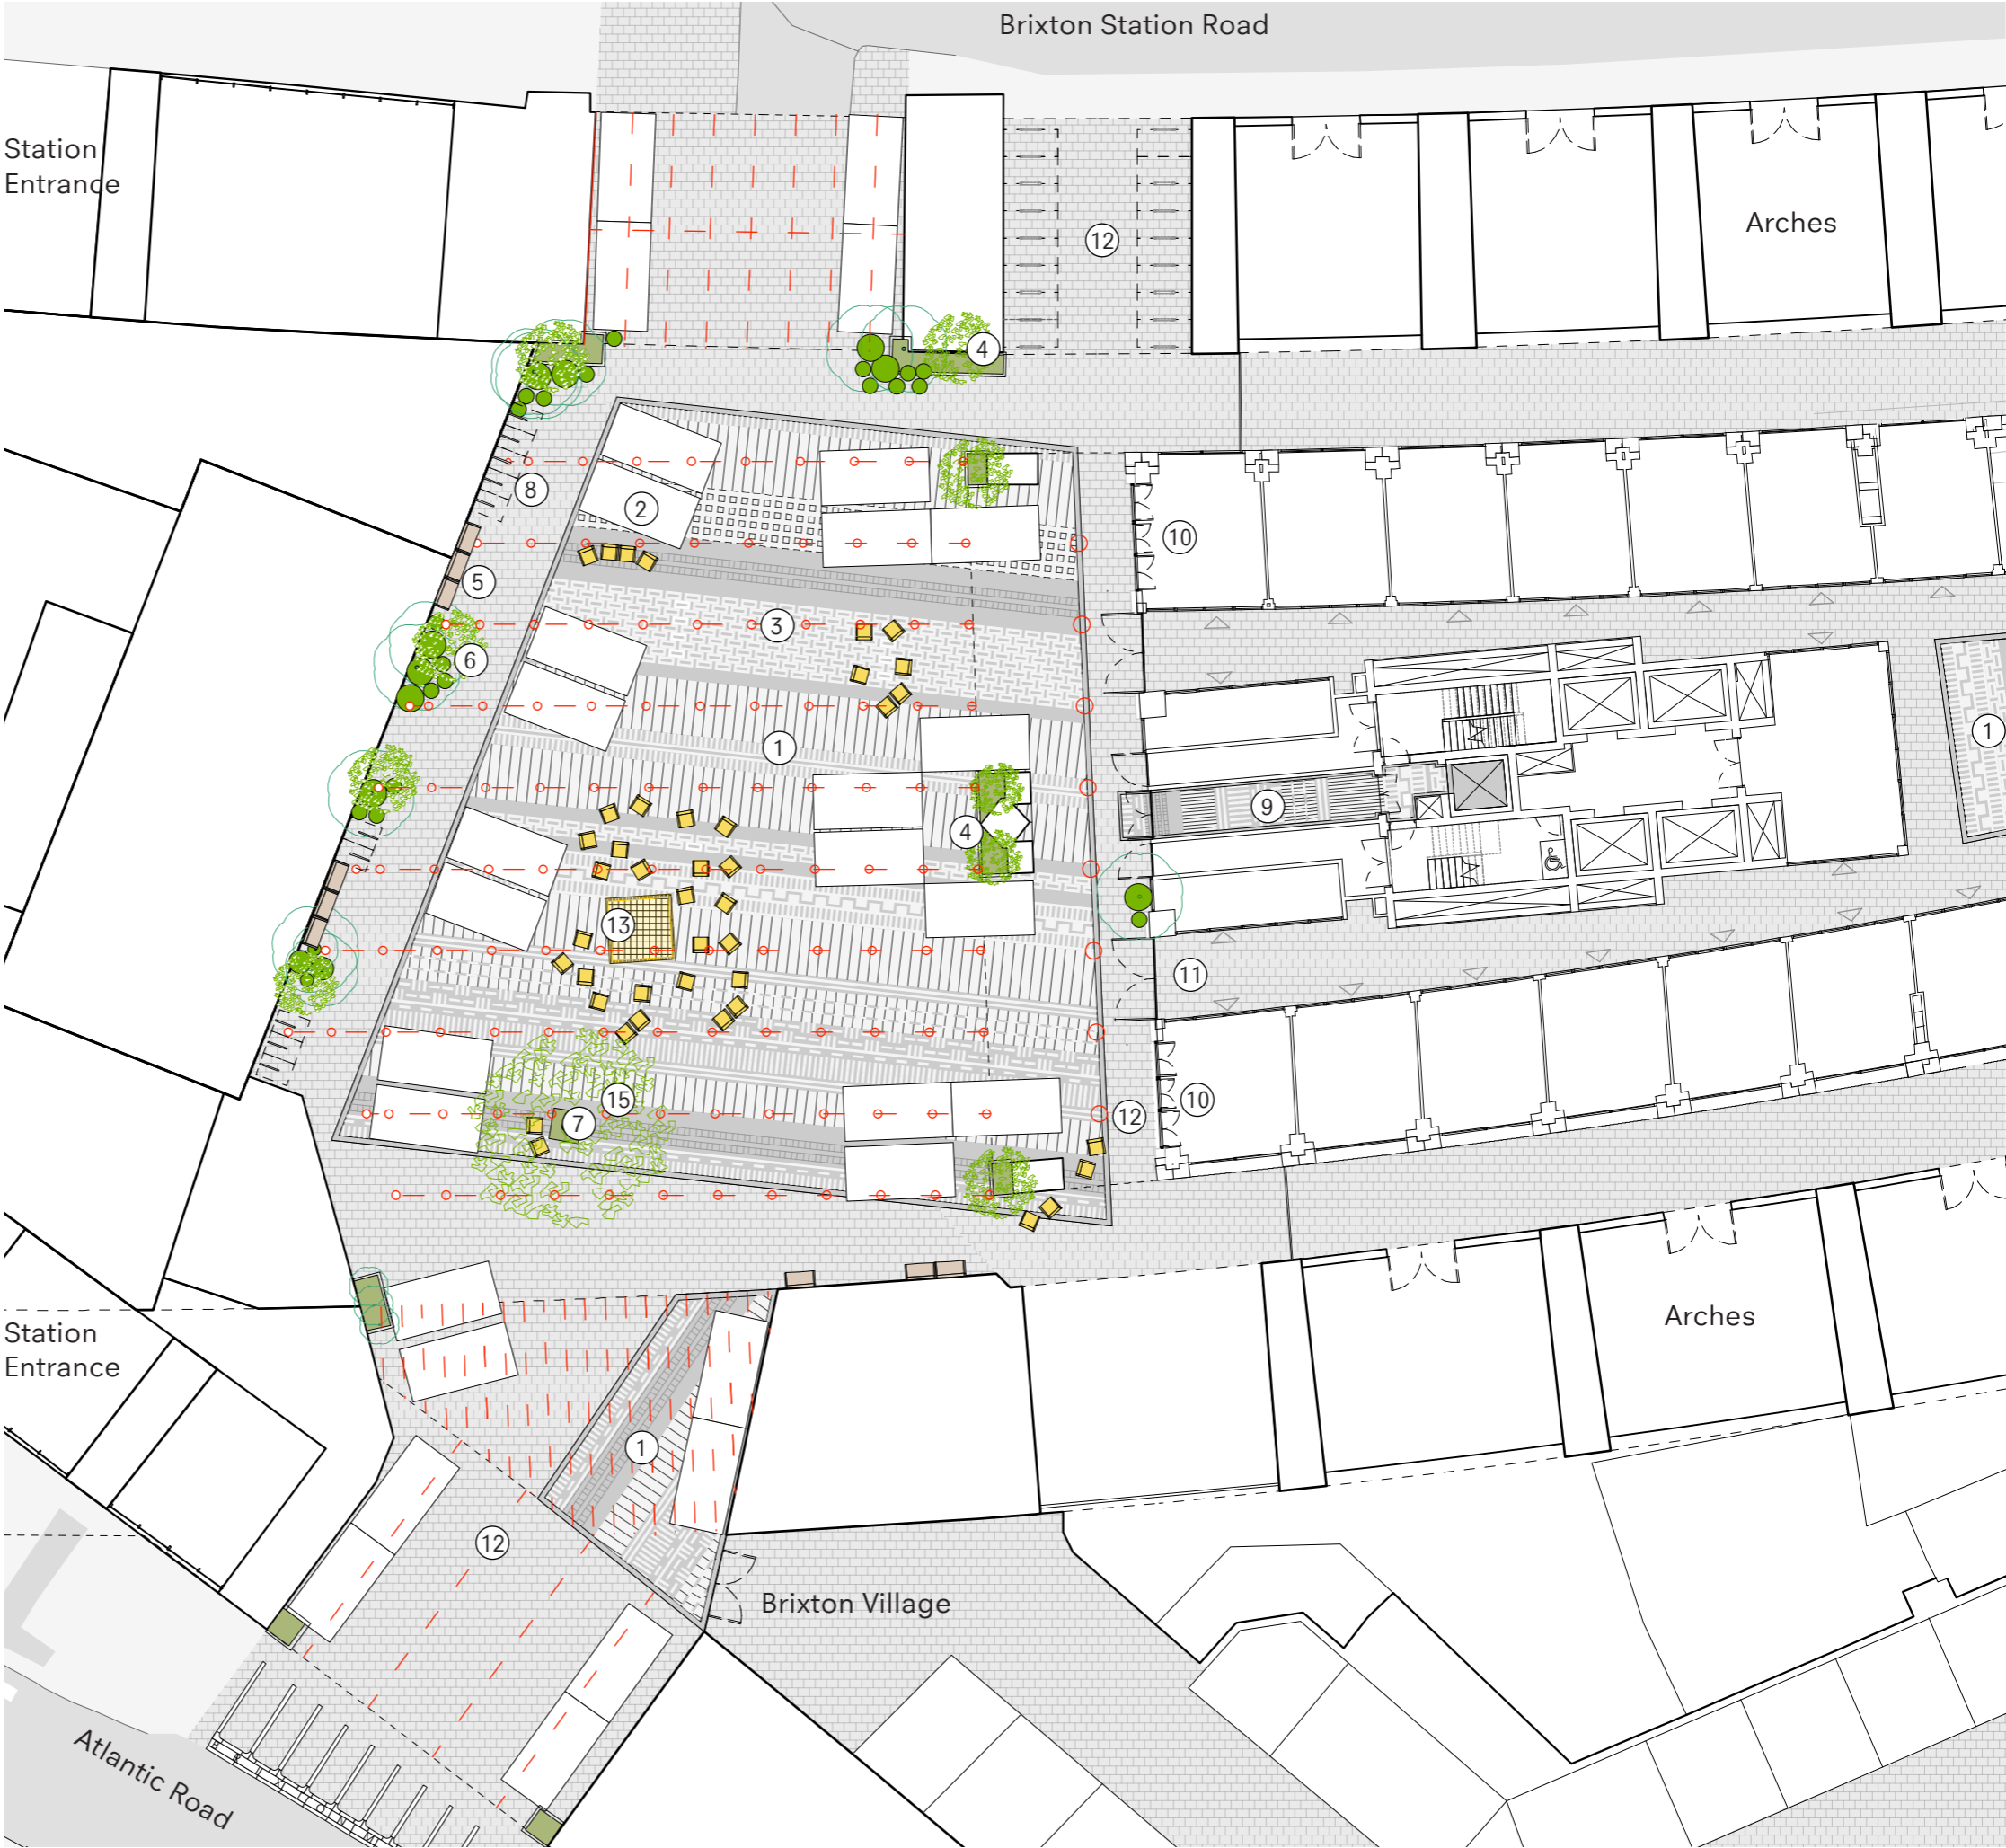 Brixton Station Road
Station
Entrance
Arches
12
4
8
2
10
5
3
6
1
1
9
4
13
11
15
7
12
10
Station
Entrance
Arches
1
12
Brixton Village
Atlantic Road